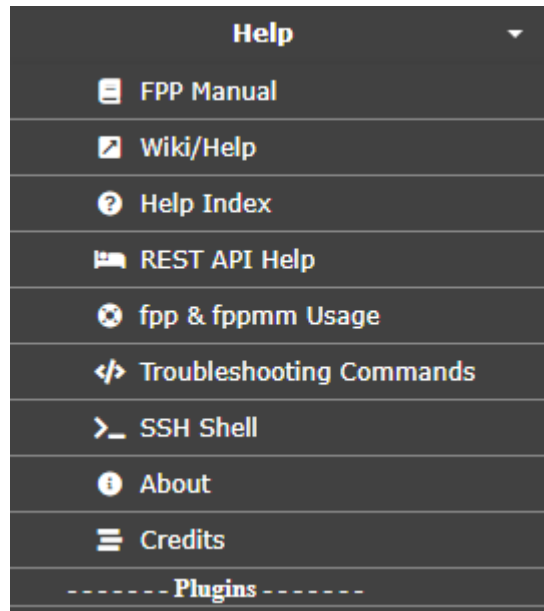 Help
FPP Manual
Wiki/Help
Help Index
REST API Help
fpp & fppmm Usage
Troubleshooting Commands
SSH Shell
About
Credits
- - - - - - - Plugins - - - - - - -